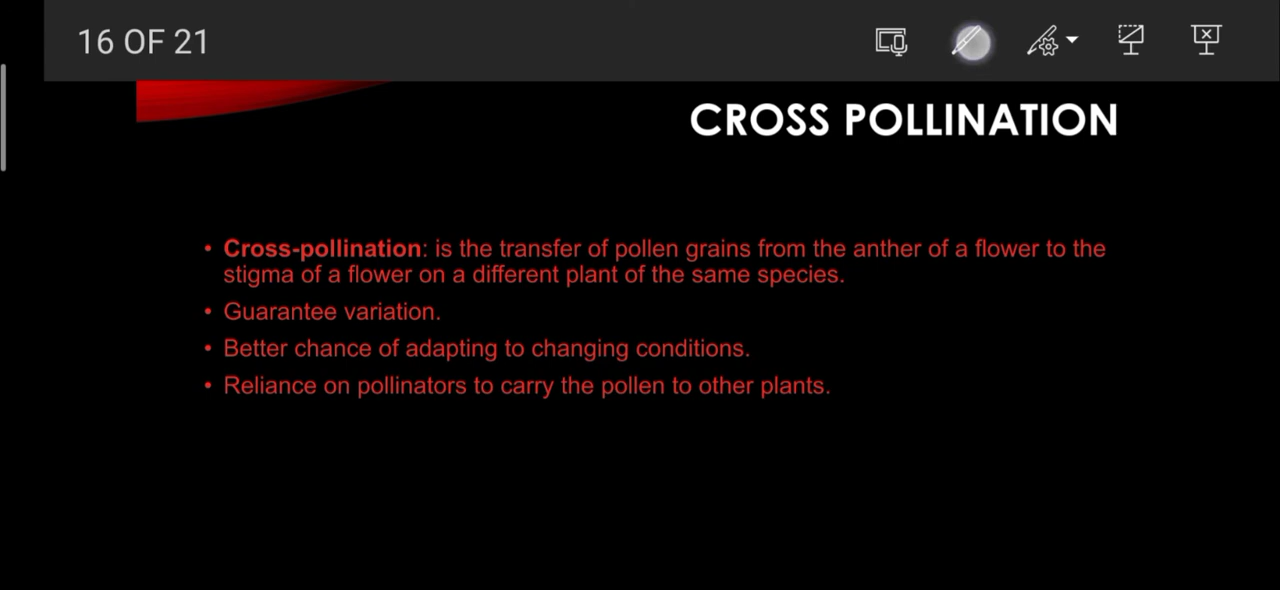 16 OF 21
CROSS POLLINATION
• Cross-pollination: is the transfer of pollen grains from the anther of a flower to the
stigma of a flower on a different plant of the same species.
• Guarantee variation.
• Better chance of adapting to changing conditions.
• Reliance on pollinators to carry the pollen to other plants.